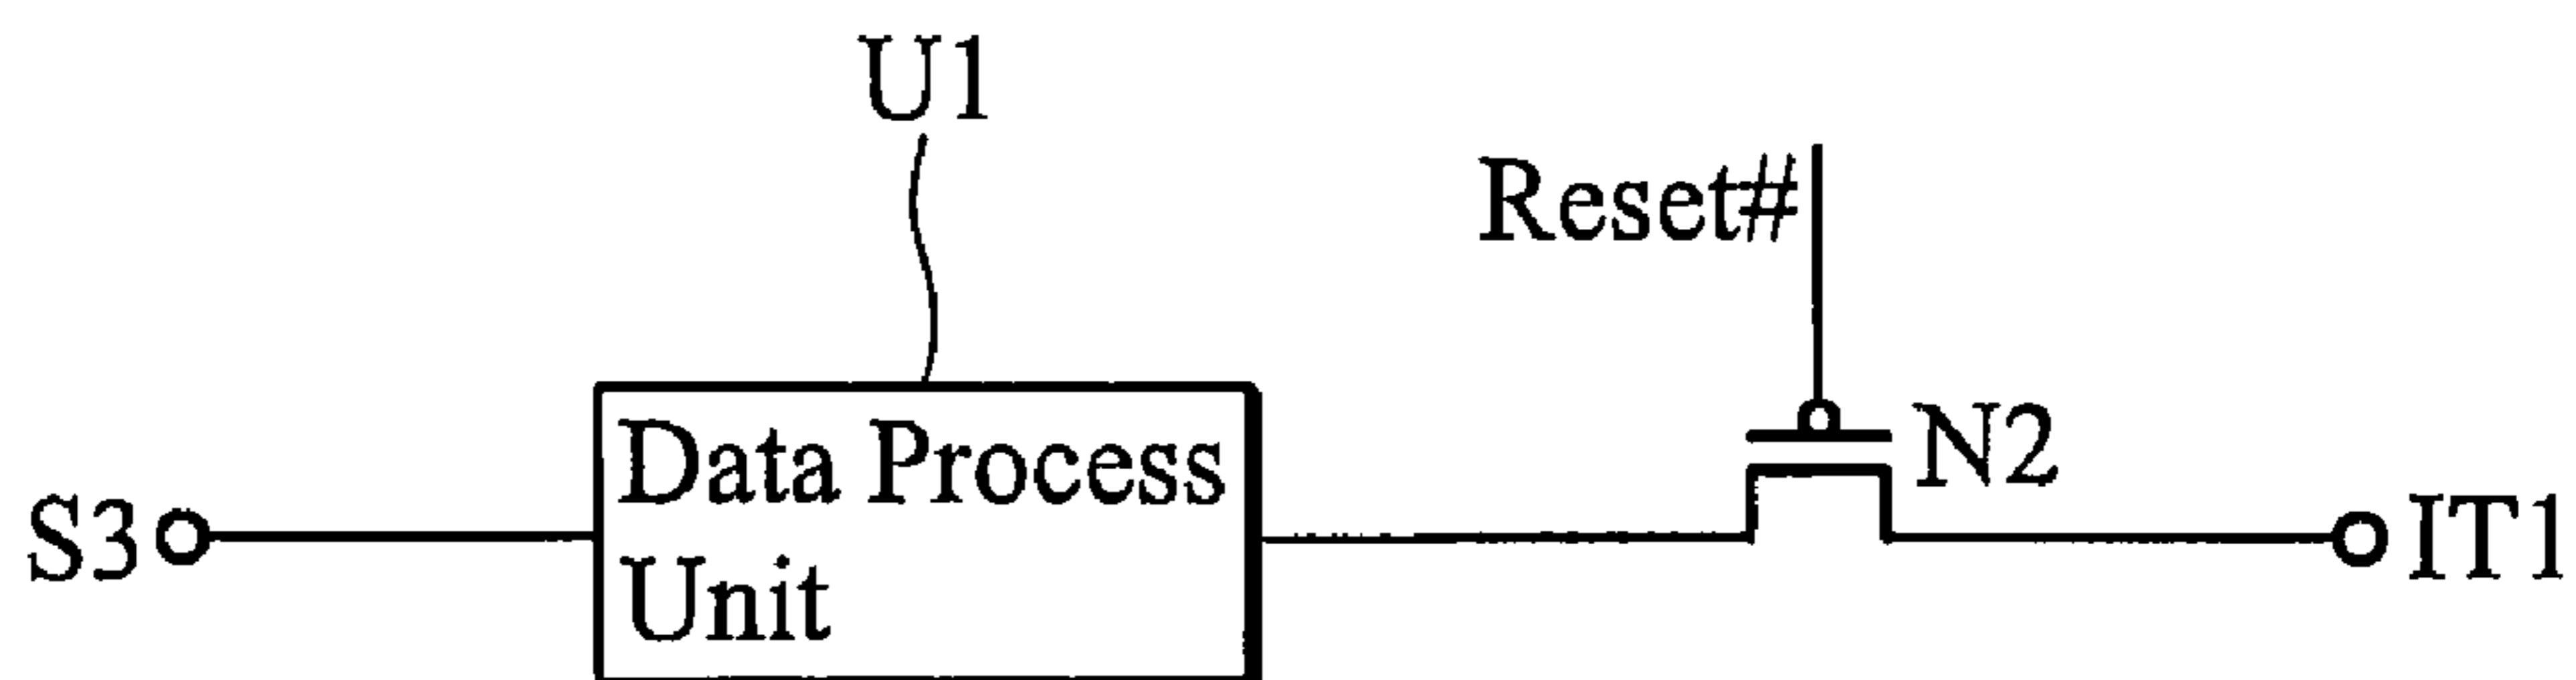 U1
Reset#
N2
Data Process
Unit
S3
IT1